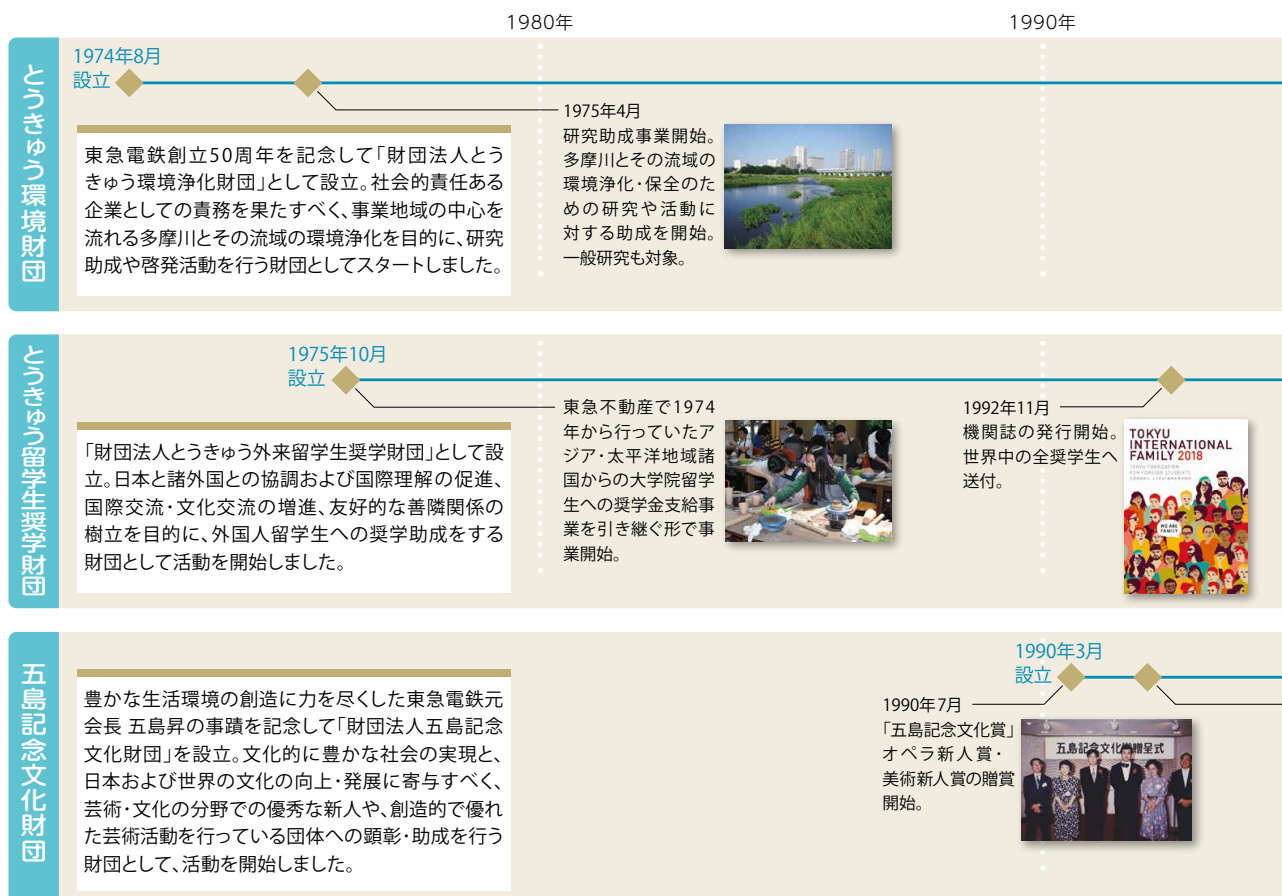 1980年
1990年
とうきゅう環境財団
1974年8月
設立
東急電鉄創立50周年を記念して「財団法人とう
きゅう環境浄化財団」として設立。社会的責任ある
企業としての責務を果たすべく、事業地域の中心を
流れる多摩川とその流域の環境浄化を目的に、研究
助成や啓発活動を行う財団としてスタートしました。
1975年4月
研究助成事業開始。
多摩川とその流域の
環境浄化・保全のた
めの研究や活動に
対する助成を開始。
一般研究も対象。
とうきゅう留学生奨学財団
1975年10月
設立
「財団法人とうきゅう外来留学生奨学財団」として設
立。日本と諸外国との協調および国際理解の促進、
国際交流・文化交流の増進、友好的な善隣関係の
樹立を目的に、外国人留学生への奨学助成をする
財団として活動を開始しました。
東急不動産で1974
年から行っていたア
ジア・太平洋地域諸
国からの大学院留学
生への奨学金支給事
業を引き継ぐ形で事
業開始。
1992年11月
機関誌の発行開始。
世界中の全奨学生へ
送付。
TOKYU
INTERNATIONAL
FAMILY 2018
TOKYU FOUNDATION
FOR FOREIGN STUDENTS
WE ARE
FAMILY
五島記念文化財団
豊かな生活環境の創造に力を尽くした東急電鉄元
会長 五島昇の事蹟を記念して「財団法人五島記念
文化財団」を設立。文化的に豊かな社会の実現と、
日本および世界の文化の向上・発展に寄与すべく、
芸術・文化の分野での優秀な新人や、創造的で優れ
た芸術活動を行っている団体への顕彰・助成を行う
財団として、活動を開始しました。
1990年3月
設立
1990年7月
「五島記念文化賞」
オペラ新人賞・
美術新人賞の贈賞
開始。
五島記念文化賞贈呈式